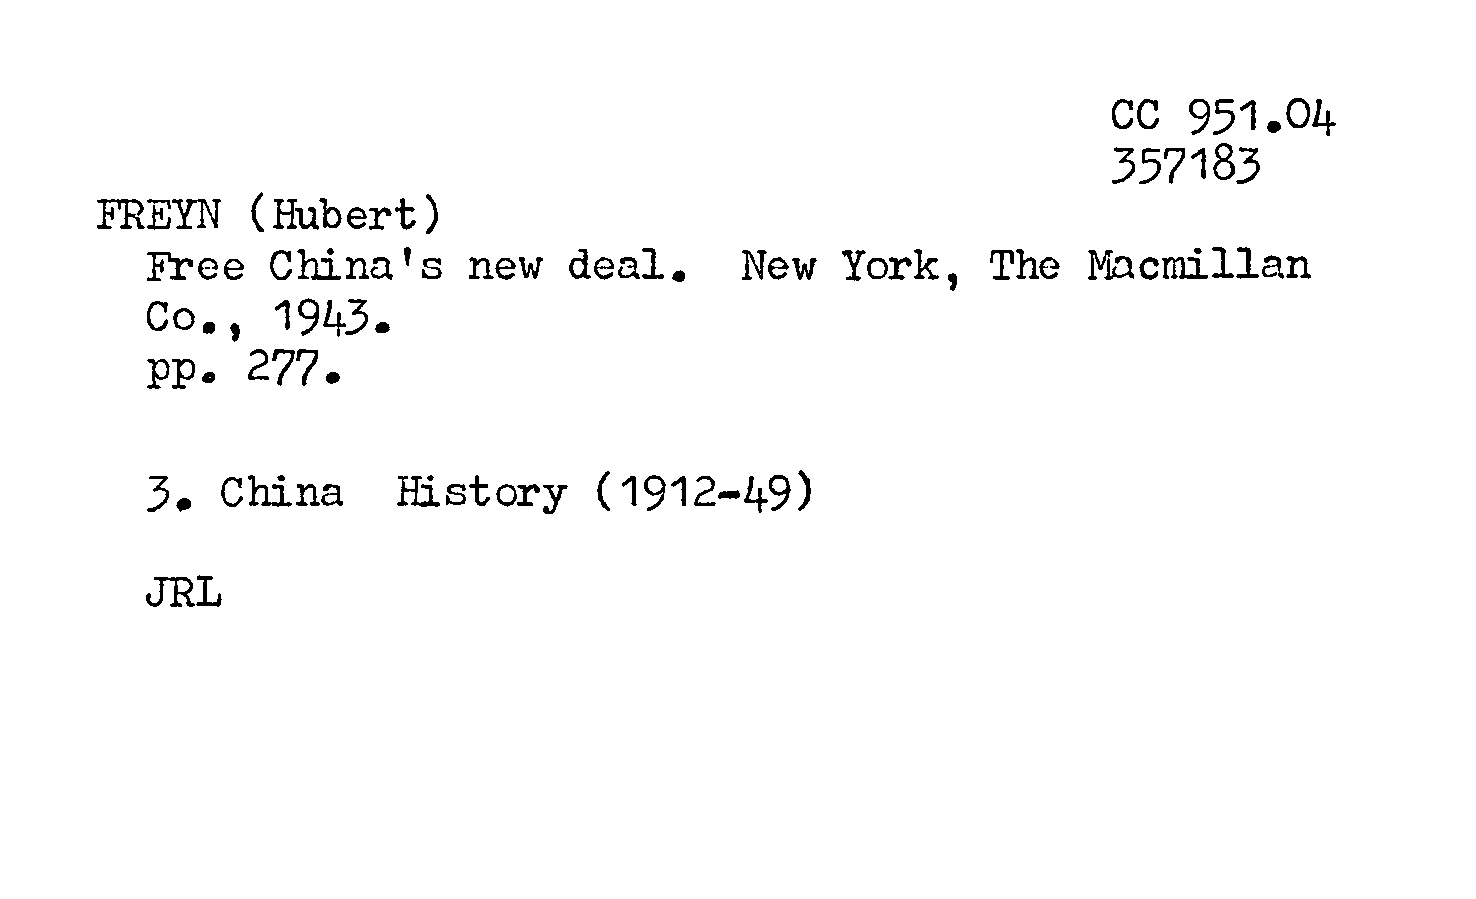 CC 951.04
357183
FREYN (Hubert)
Free China's new deal. New York, The Macmillan
Co., 1943.
pp. 277.
3. China History (1912-49)
JRL